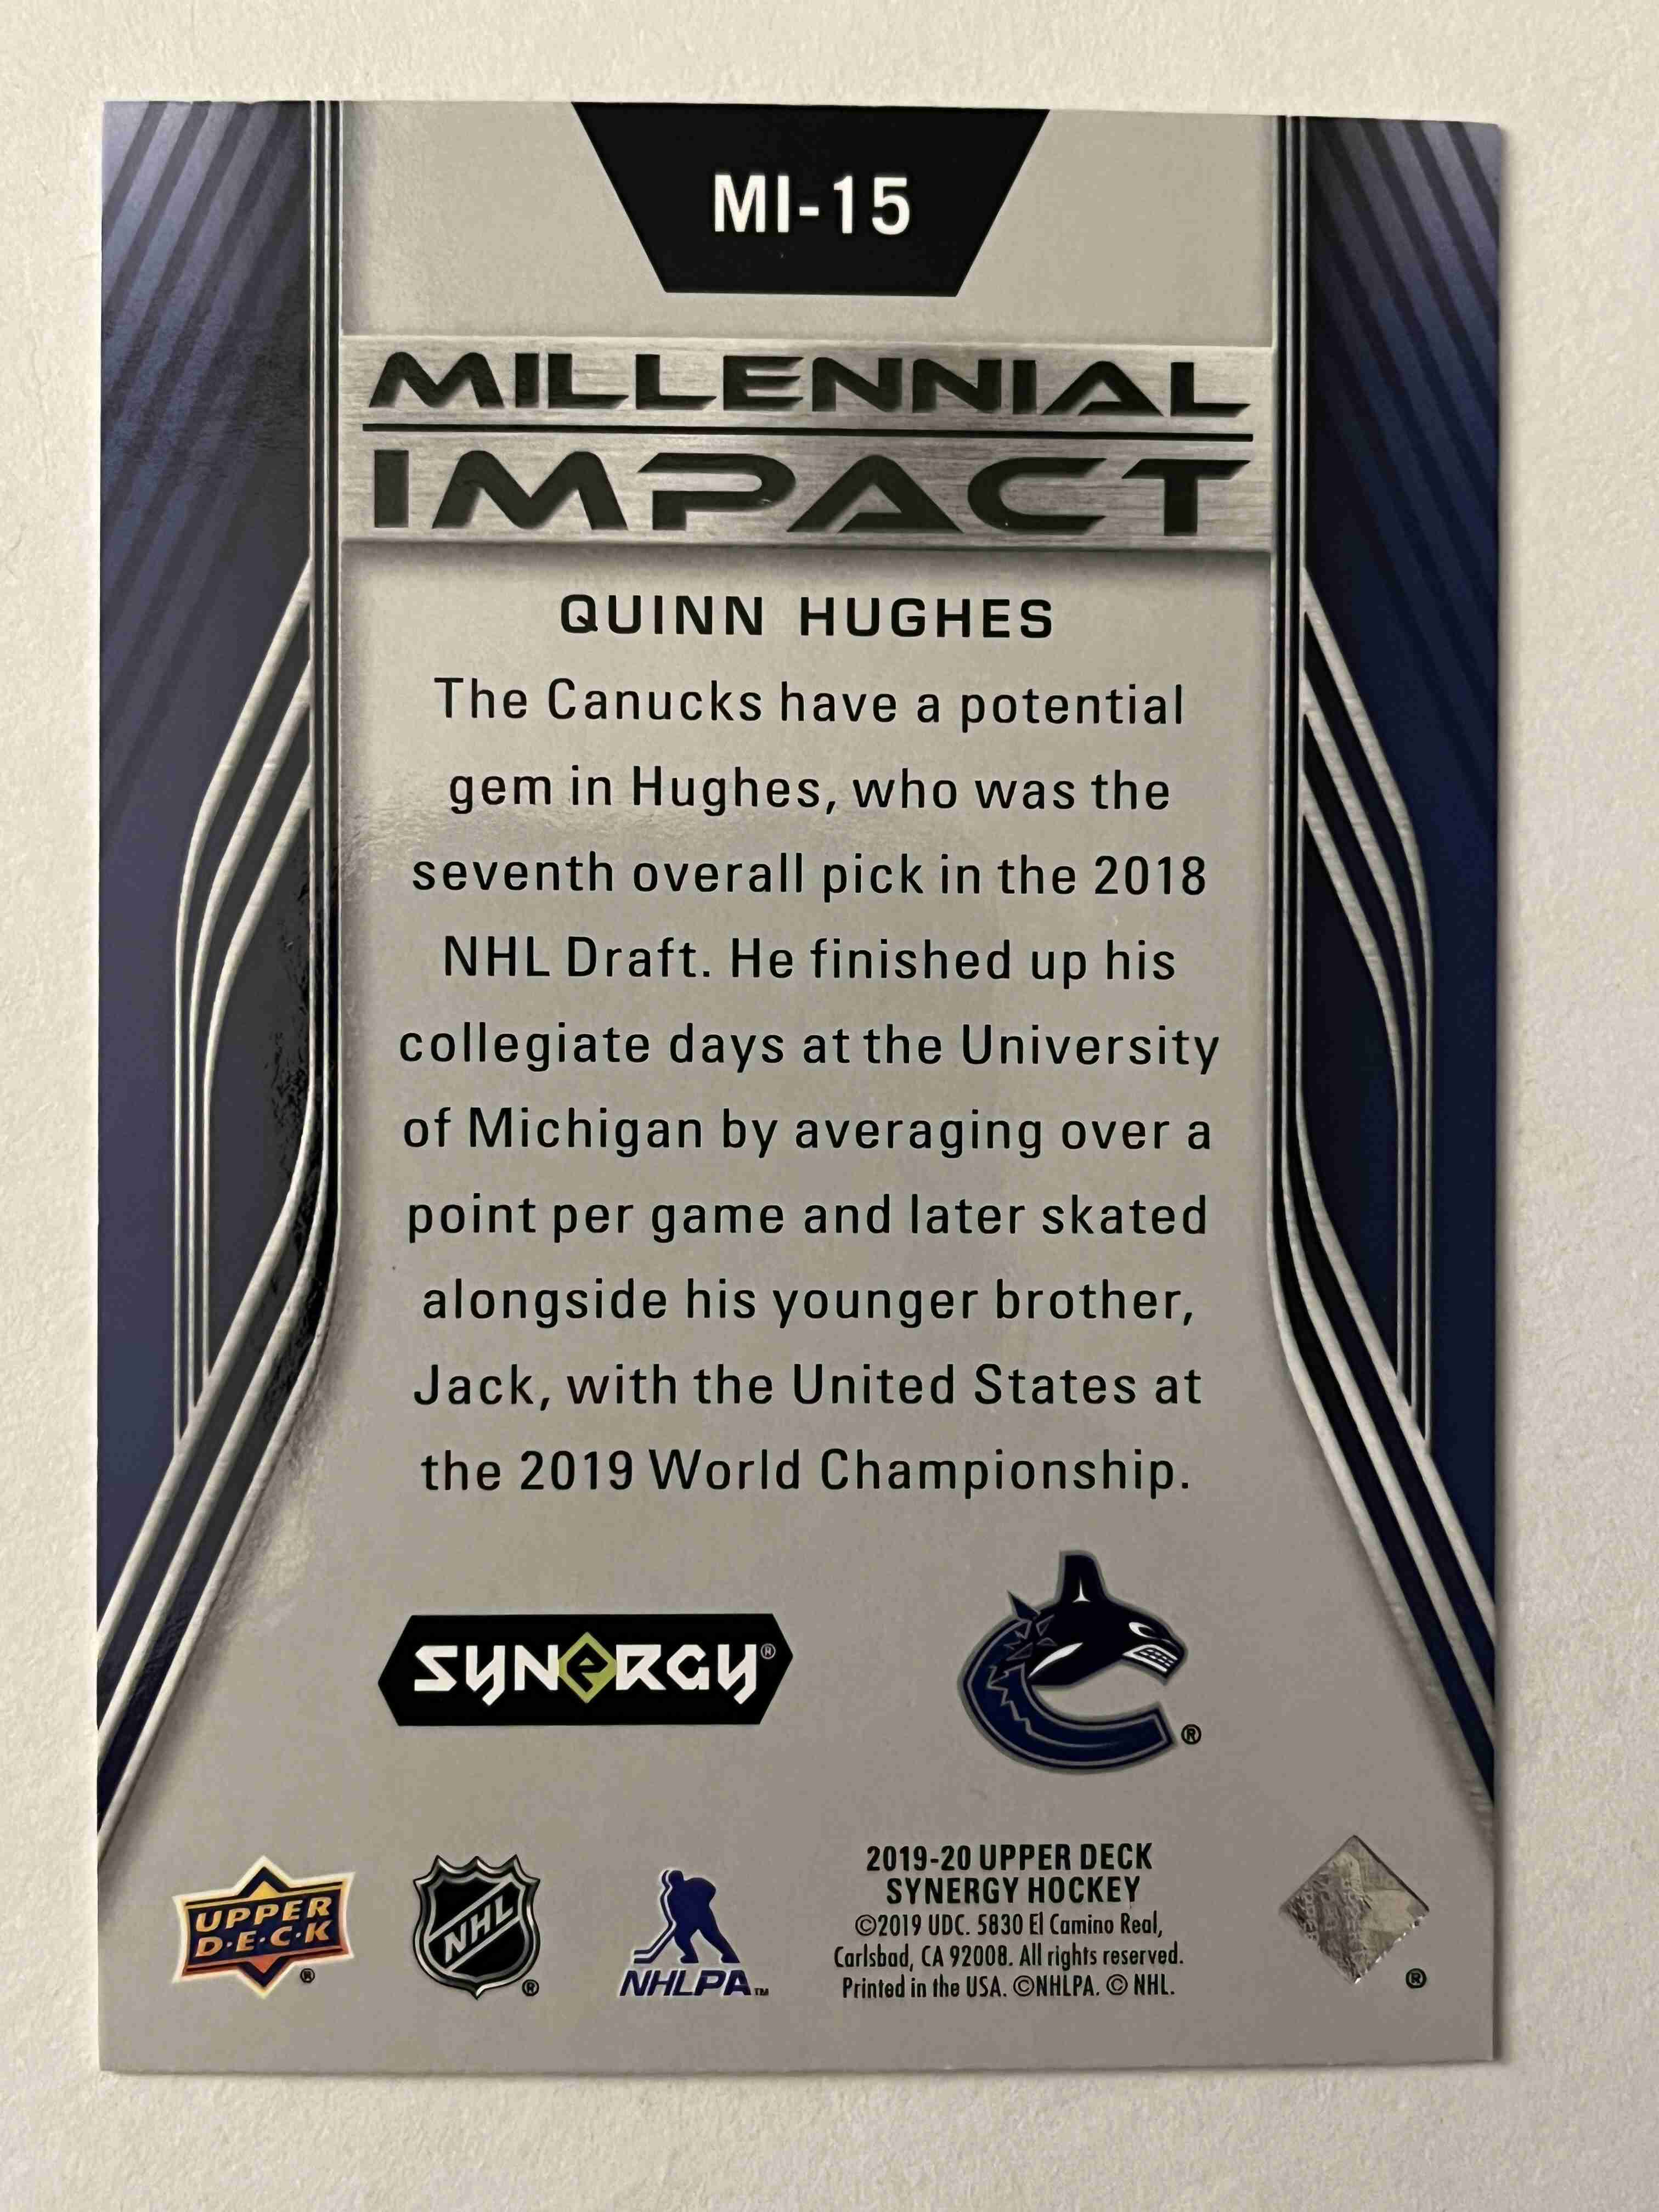 MI-15
MILLENNIAL
IMPACT
QUINN HUGHES
The Canucks have a potential
gem in Hughes, who was the
seventh overall pick in the 2018
NHL Draft. He finished up his
collegiate days at the University
of Michigan by averaging over a
point per game and later skated
alongside his younger brother,
Jack, with the United States at
the 2019 World Championship.
SYNERGY®
®
UPPER
D·E·C·K
®
NHL
®
NHLPA™
2019-20 UPPER DECK
SYNERGY HOCKEY
©2019 UDC. 5830 El Camino Real,
Carlsbad, CA 92008. All rights reserved.
Printed in the USA. ©NHLPA. © NHL.
®